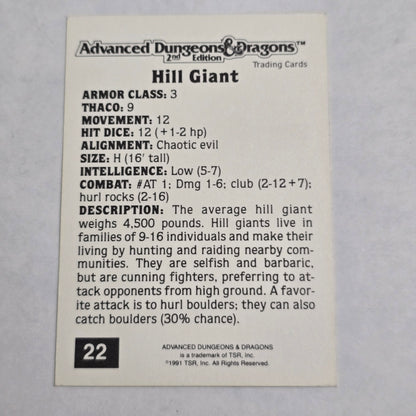 Advanced Dungeons & Dragons™
2nd Edition
Trading Cards
Hill Giant
ARMOR CLASS: 3
THACO: 9
MOVEMENT: 12
HIT DICE: 12 (+1-2 hp)
ALIGNMENT: Chaotic evil
SIZE: H (16' tall)
INTELLIGENCE: Low (5-7)
COMBAT: #AT 1; Dmg 1-6; club (2-12+7);
hurl rocks (2-16)
DESCRIPTION: The average hill giant
weighs 4,500 pounds. Hill giants live in
families of 9-16 individuals and make their
living by hunting and raiding nearby com-
munities. They are selfish and barbaric,
but are cunning fighters, preferring to at-
tack opponents from high ground. A favor-
ite attack is to hurl boulders; they can also
catch boulders (30% chance).
22
ADVANCED DUNGEONS & DRAGONS
is a trademark of TSR, Inc.
©1991 TSR, Inc. All Rights Reserved.